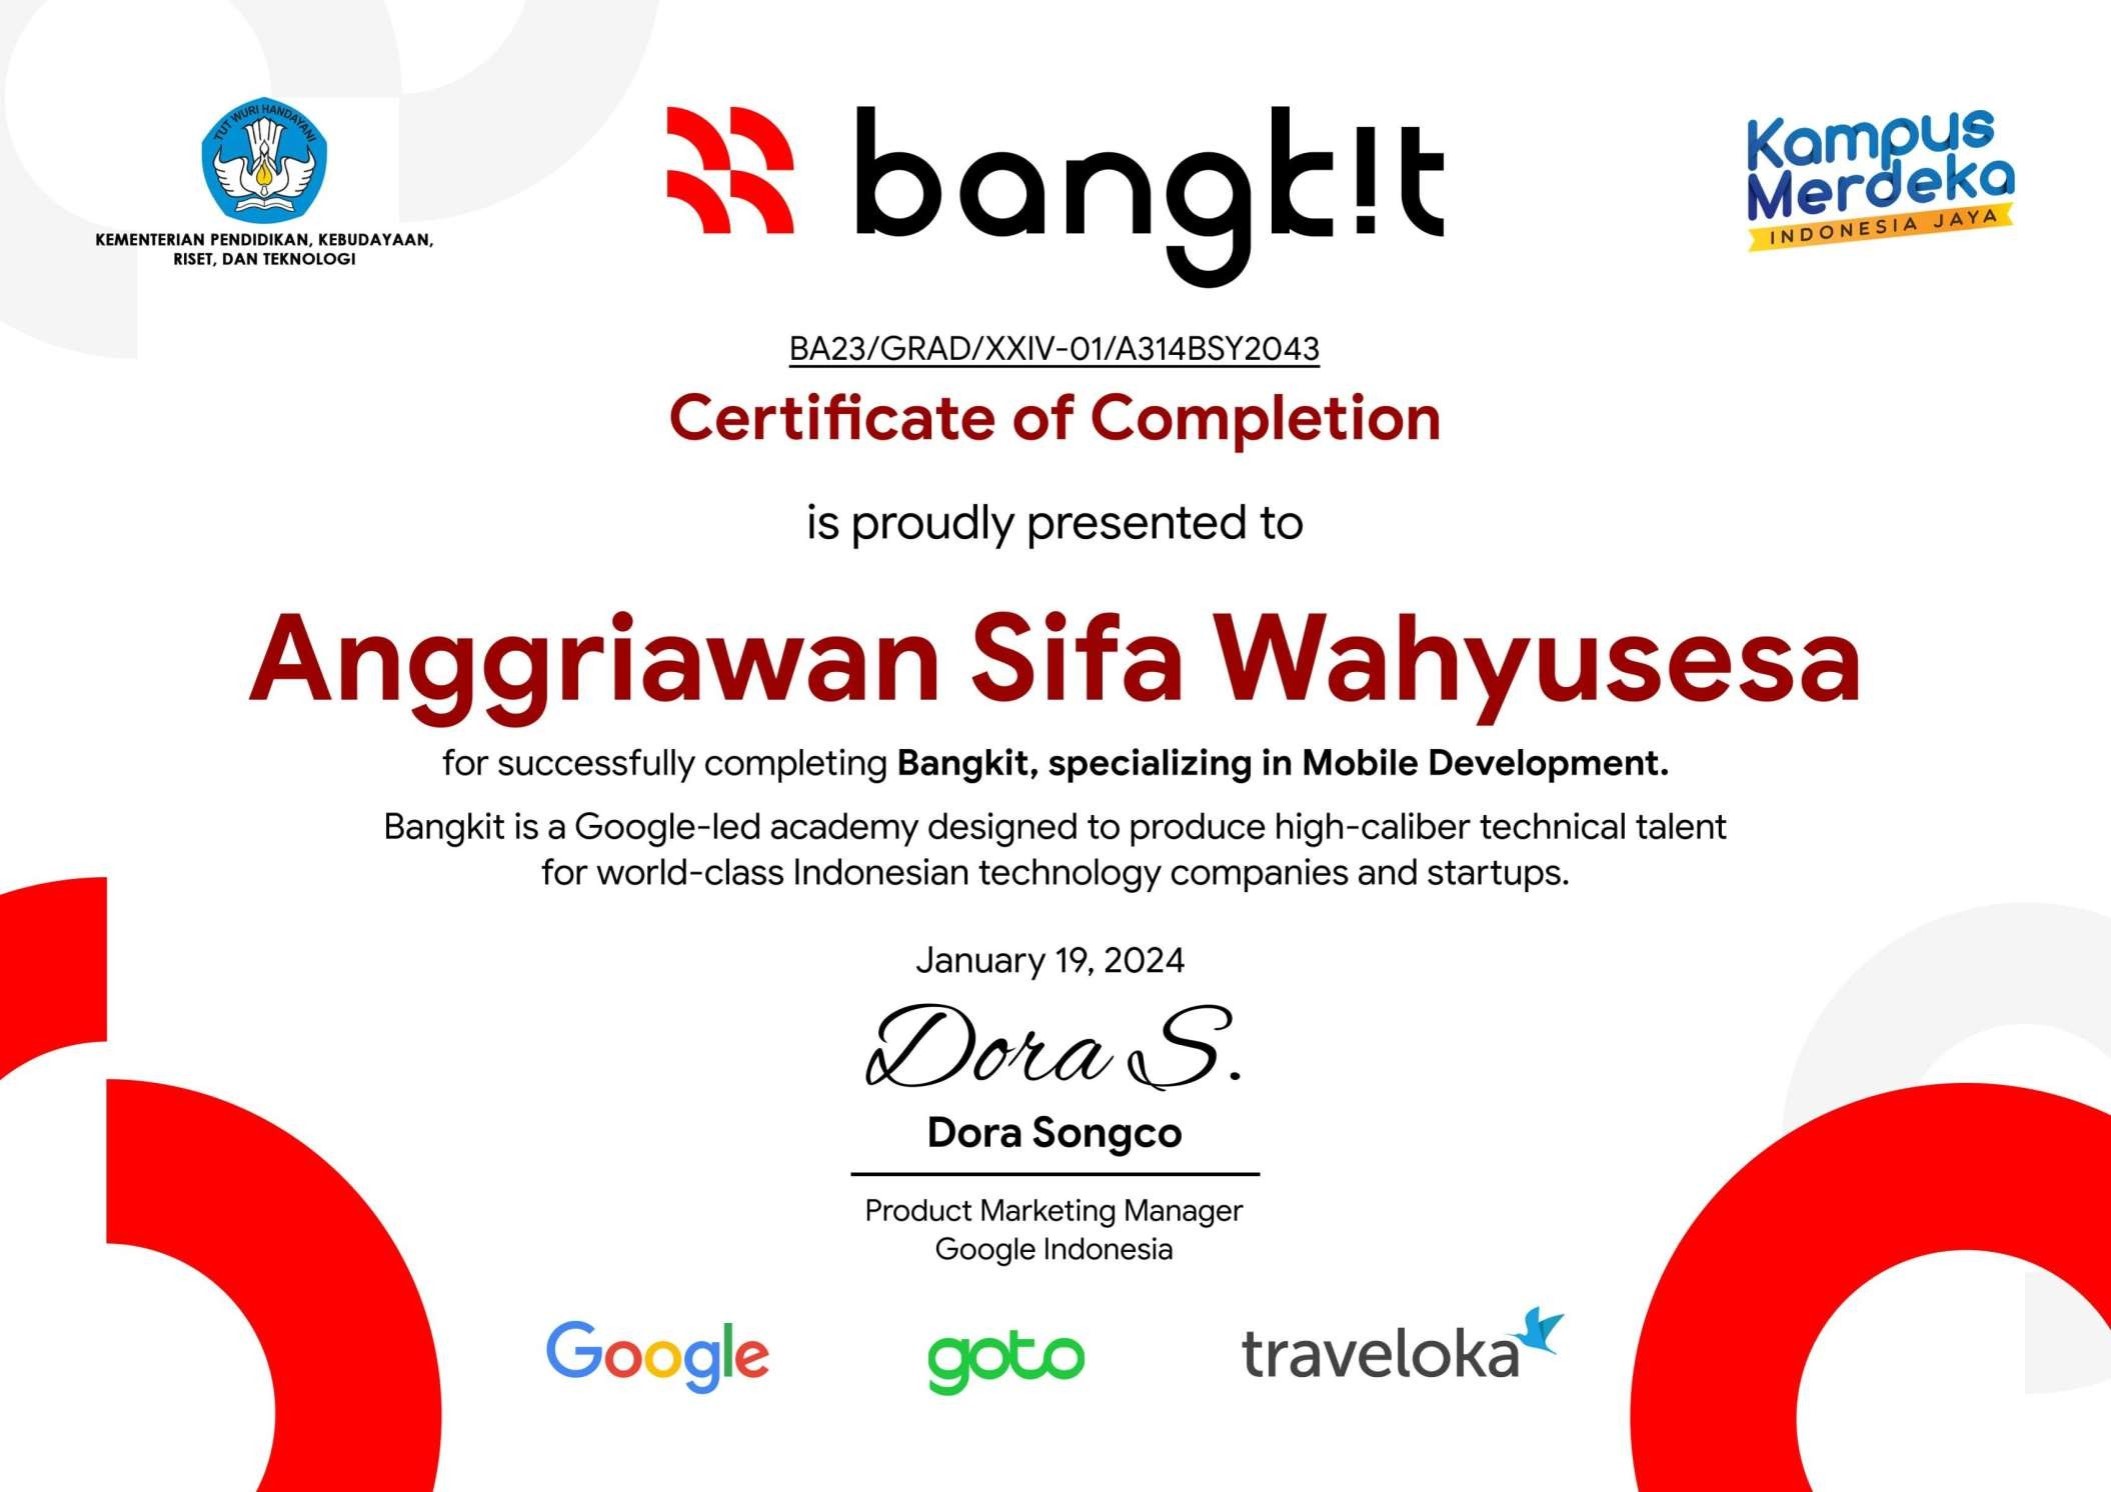 TUT WURI HANDAYANI
KEMENTERIAN PENDIDIKAN, KEBUDAYAAN,
RISET, DAN TEKNOLOGI
bangk!t
Kampus
Merdeka
INDONESIA JAYA
BA23/GRAD/XXIV-01/A314BSY2043
Certificate of Completion
is proudly presented to
Anggriawan Sifa Wahyusesa
for successfully completing Bangkit, specializing in Mobile Development.
Bangkit is a Google-led academy designed to produce high-caliber technical talent
for world-class Indonesian technology companies and startups.
January 19, 2024
Dora S.
Dora Songco
Product Marketing Manager
Google Indonesia
Google
goto
traveloka